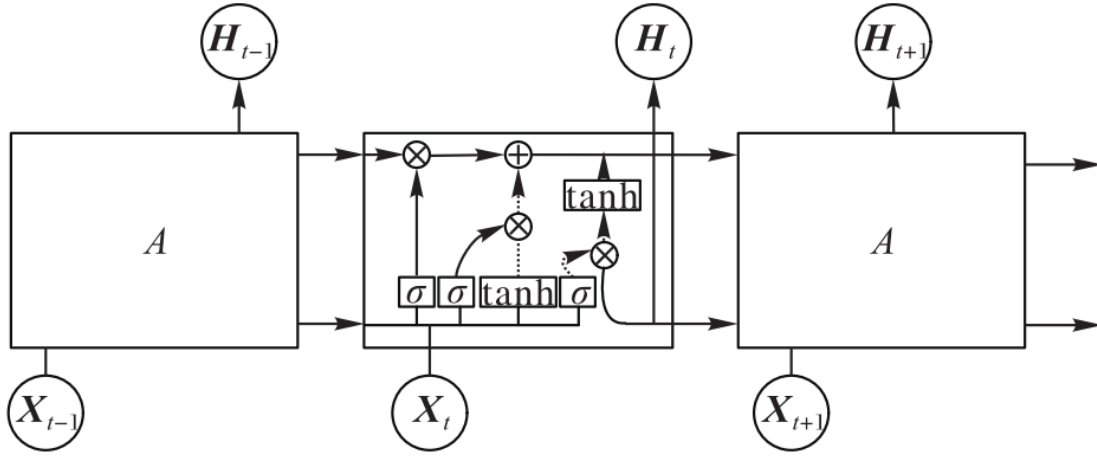 H_{t-1} H_t H_{t+1}
tanh
A A
σ σ tanh σ
X_{t-1} X_t X_{t+1}